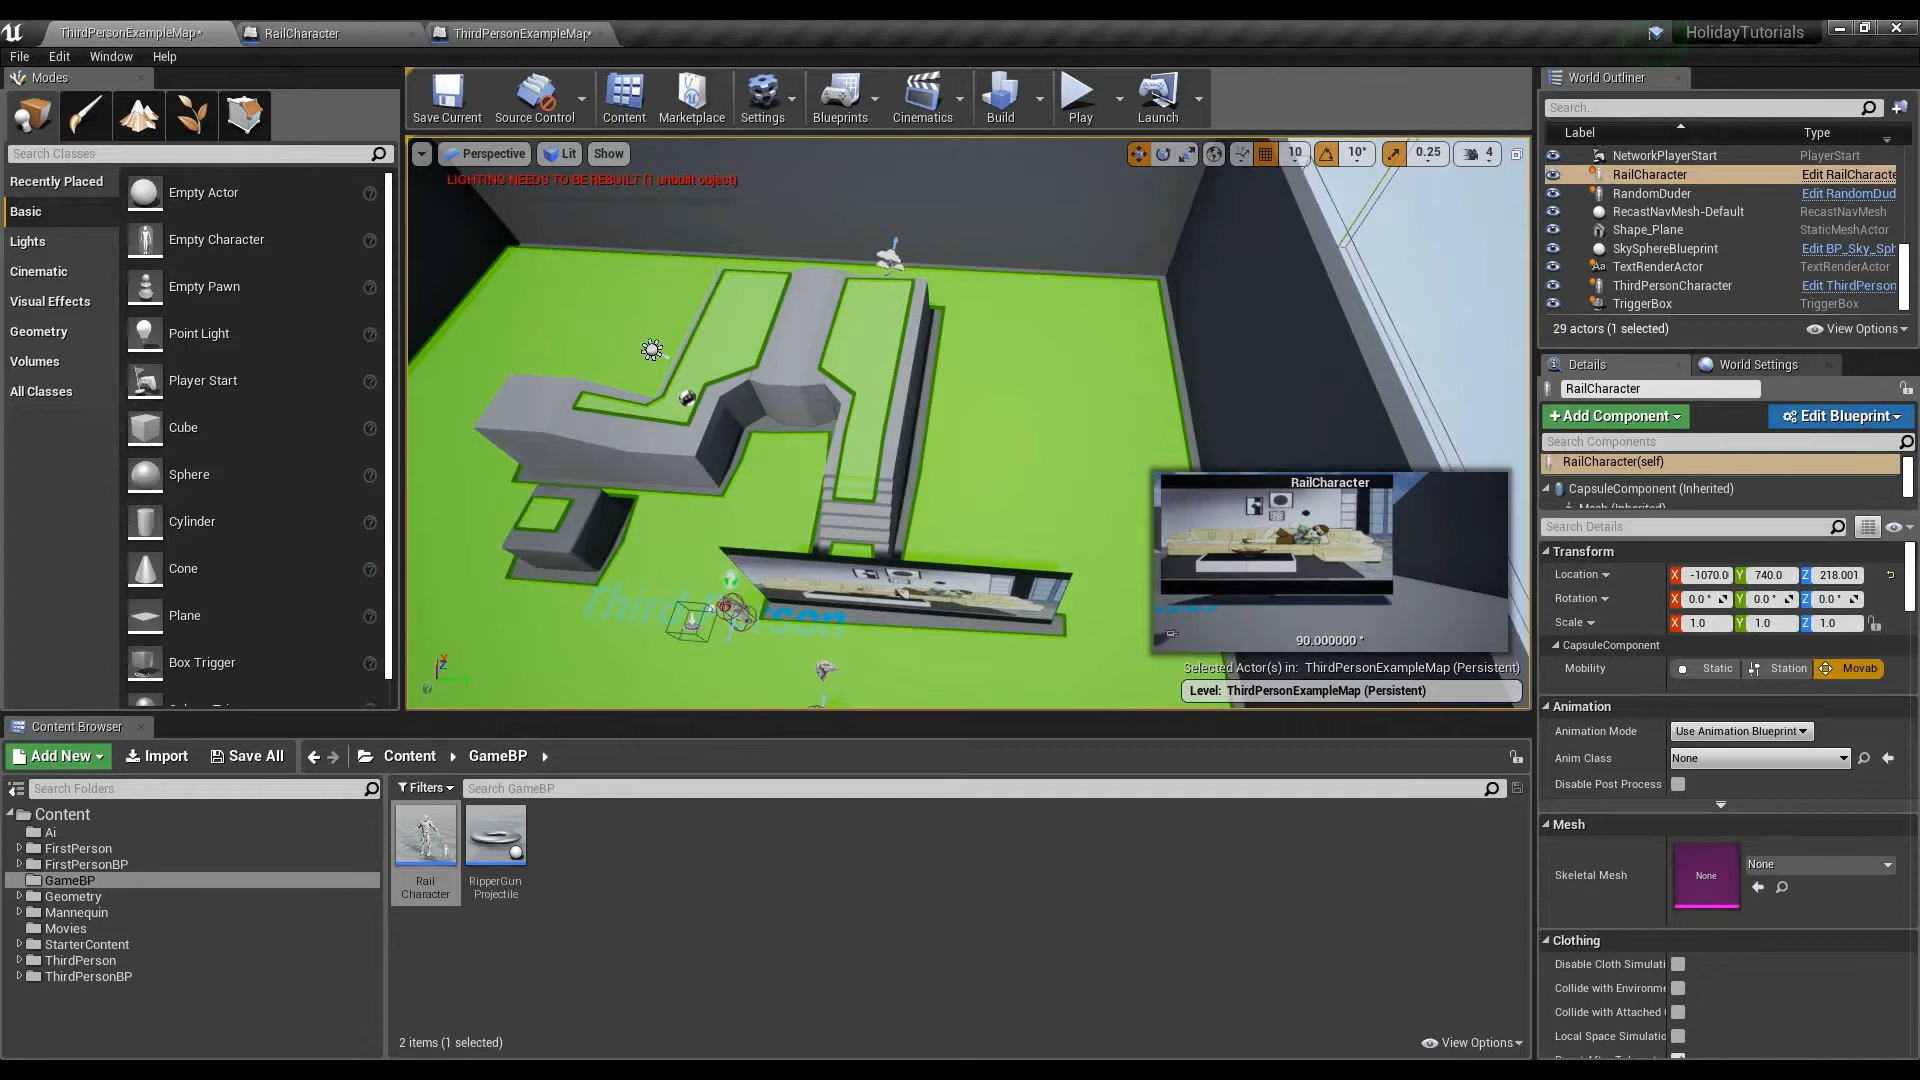 ThirdPersonExampleMap*
RailCharacter
ThirdPersonExampleMap*
HolidayTutorials
File
Edit
Window
Help
Modes
Search Classes
Recently Placed
Basic
Lights
Cinematic
Visual Effects
Geometry
Volumes
All Classes
Empty Actor
Empty Character
Empty Pawn
Point Light
Player Start
Cube
Sphere
Cylinder
Cone
Plane
Box Trigger
Save Current
Source Control
Content
Marketplace
Settings
Blueprints
Cinematics
Build
Play
Launch
Perspective
Lit
Show
10
10°
0.25
4
LIGHTING NEEDS TO BE REBUILT (1 unbuilt object)
Third Person
RailCharacter
90.000000 °
Selected Actor(s) in: ThirdPersonExampleMap (Persistent)
Level: ThirdPersonExampleMap (Persistent)
World Outliner
Search...
Label
Type
NetworkPlayerStart
PlayerStart
RailCharacter
Edit RailCharacte
RandomDuder
Edit RandomDud
RecastNavMesh-Default
RecastNavMesh
Shape_Plane
StaticMeshActor
SkySphereBlueprint
Edit BP_Sky_Sph
TextRenderActor
TextRenderActor
ThirdPersonCharacter
Edit ThirdPerson
TriggerBox
TriggerBox
29 actors (1 selected)
View Options
Details
World Settings
RailCharacter
+Add Component
Edit Blueprint
Search Components
RailCharacter(self)
CapsuleComponent (Inherited)
Mesh (Inherited)
Search Details
Transform
Location
X -1070.0 Y 740.0 Z 218.001
Rotation
X 0.0 ° Y 0.0 ° Z 0.0 °
Scale
X 1.0 Y 1.0 Z 1.0
CapsuleComponent
Mobility
Static
Station
Movab
Animation
Animation Mode
Use Animation Blueprint
Anim Class
None
Disable Post Process
Mesh
Skeletal Mesh
None
None
Clothing
Disable Cloth Simulati
Collide with Environme
Collide with Attached
Local Space Simulatio
Content Browser
Add New
Import
Save All
Content
GameBP
Search Folders
Filters
Search GameBP
Content
Ai
FirstPerson
FirstPersonBP
GameBP
Geometry
Mannequin
Movies
StarterContent
ThirdPerson
ThirdPersonBP
Rail
Character
RipperGun
Projectile
2 items (1 selected)
View Options